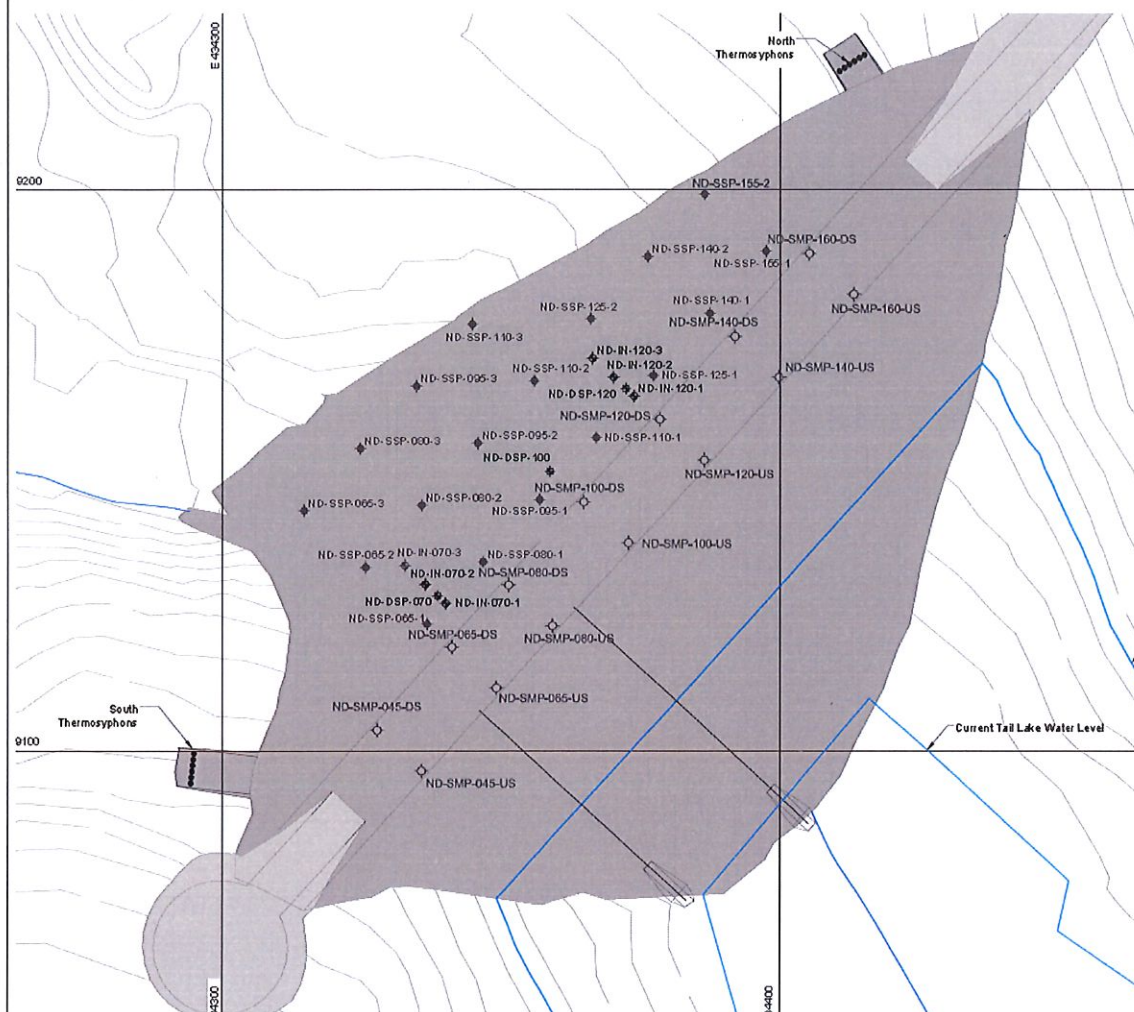 E 434300
North
Thermosyphons
9200
ND-SSP-155-2
ND-SMP-160-DS
ND-SSP-140-2
ND-SSP-155-1
ND-SMP-160-US
ND-SSP-125-2
ND-SSP-140-1
ND-SMP-140-DS
ND-SSP-110-3
ND-IN-120-3
ND-IN-120-2
ND-SSP-110-2
ND-SSP-125-1
ND-SMP-140-US
ND-SSP-095-3
ND-DSP-120
ND-IN-120-1
ND-SMP-120-DS
ND-SSP-110-1
ND-SSP-095-2
ND-SSP-080-3
ND-DSP-100
ND-SMP-120-US
ND-SMP-100-DS
ND-SSP-080-2
ND-SSP-065-3
ND-SSP-095-1
ND-SMP-100-US
ND-SSP-065-2
ND-IN-070-3
ND-SSP-080-1
ND-IN-070-2
ND-SMP-080-DS
ND-DSP-070
ND-IN-070-1
ND-SSP-065-1
ND-SMP-065-DS
ND-SMP-080-US
ND-SMP-065-US
ND-SMP-045-DS
South
Thermosyphons
Current Tail Lake Water Level
9100
ND-SMP-045-US
34300
34400